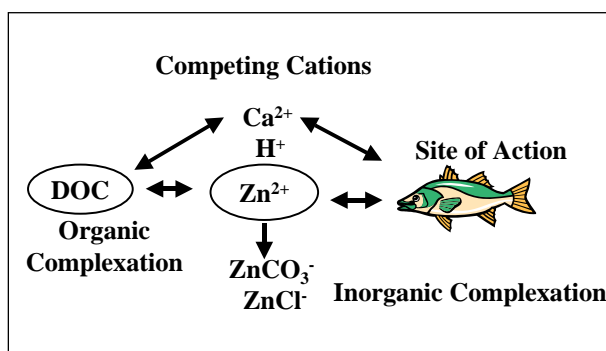 Competing Cations
Ca²⁺
H⁺
Site of Action
DOC
Zn²⁺
Organic
Complexation
ZnCO₃⁻
ZnCl⁻
Inorganic Complexation